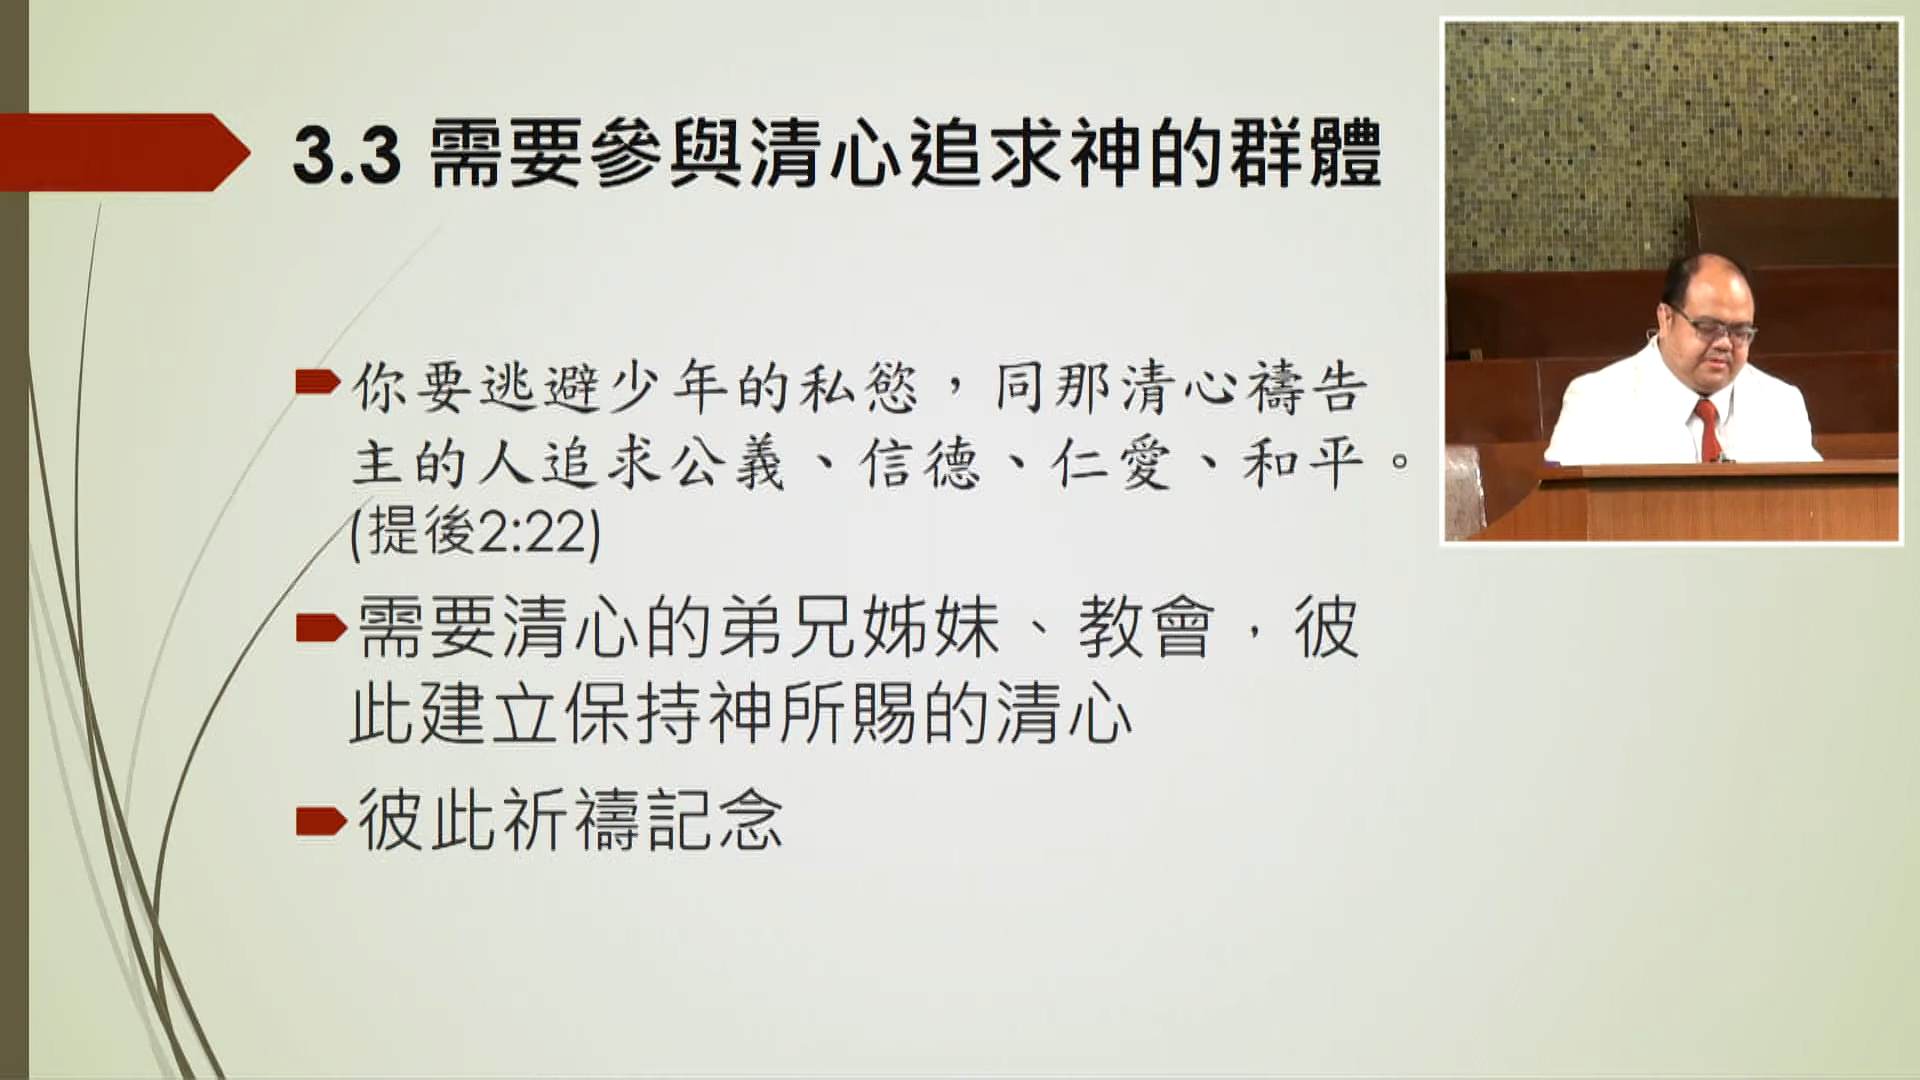 3.3 需要參與清心追求神的群體
你要逃避少年的私慾，同那清心禱告
主的人追求公義、信德、仁愛、和平。
(提後2:22)
需要清心的弟兄姊妹、教會，彼
此建立保持神所賜的清心
彼此祈禱記念